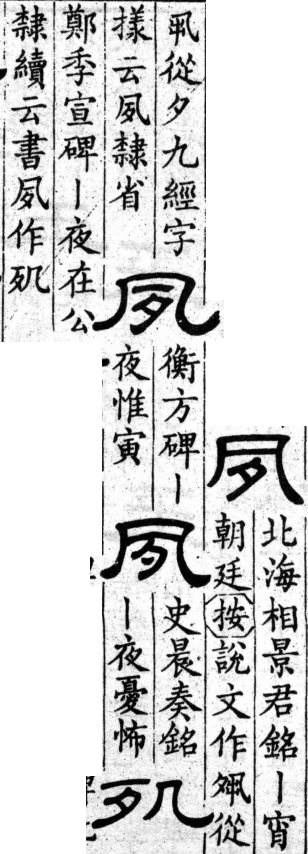 夙
北海相景君銘丨宵
朝廷按說文作𡖊從
丮從夕九經字
樣云夙隸省
夙
衡方碑丨
夜惟寅
夙
史晨奏銘
丨夜憂怖
鄭季宣碑丨夜在公
隸續云書夙作